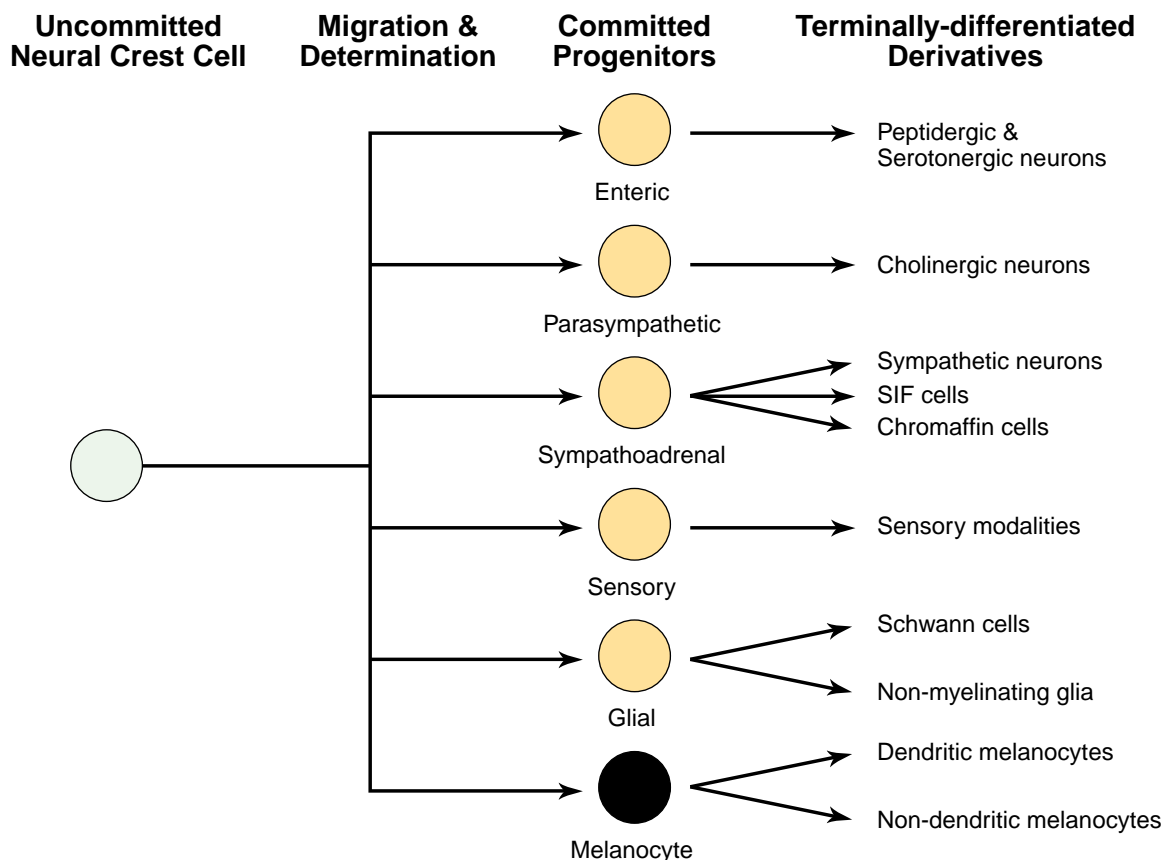 Uncommitted
Neural Crest Cell
Migration &
Determination
Committed
Progenitors
Terminally-differentiated
Derivatives
Enteric
Peptidergic &
Serotonergic neurons
Parasympathetic
Cholinergic neurons
Sympathoadrenal
Sympathetic neurons
SIF cells
Chromaffin cells
Sensory
Sensory modalities
Glial
Schwann cells
Non-myelinating glia
Melanocyte
Dendritic melanocytes
Non-dendritic melanocytes